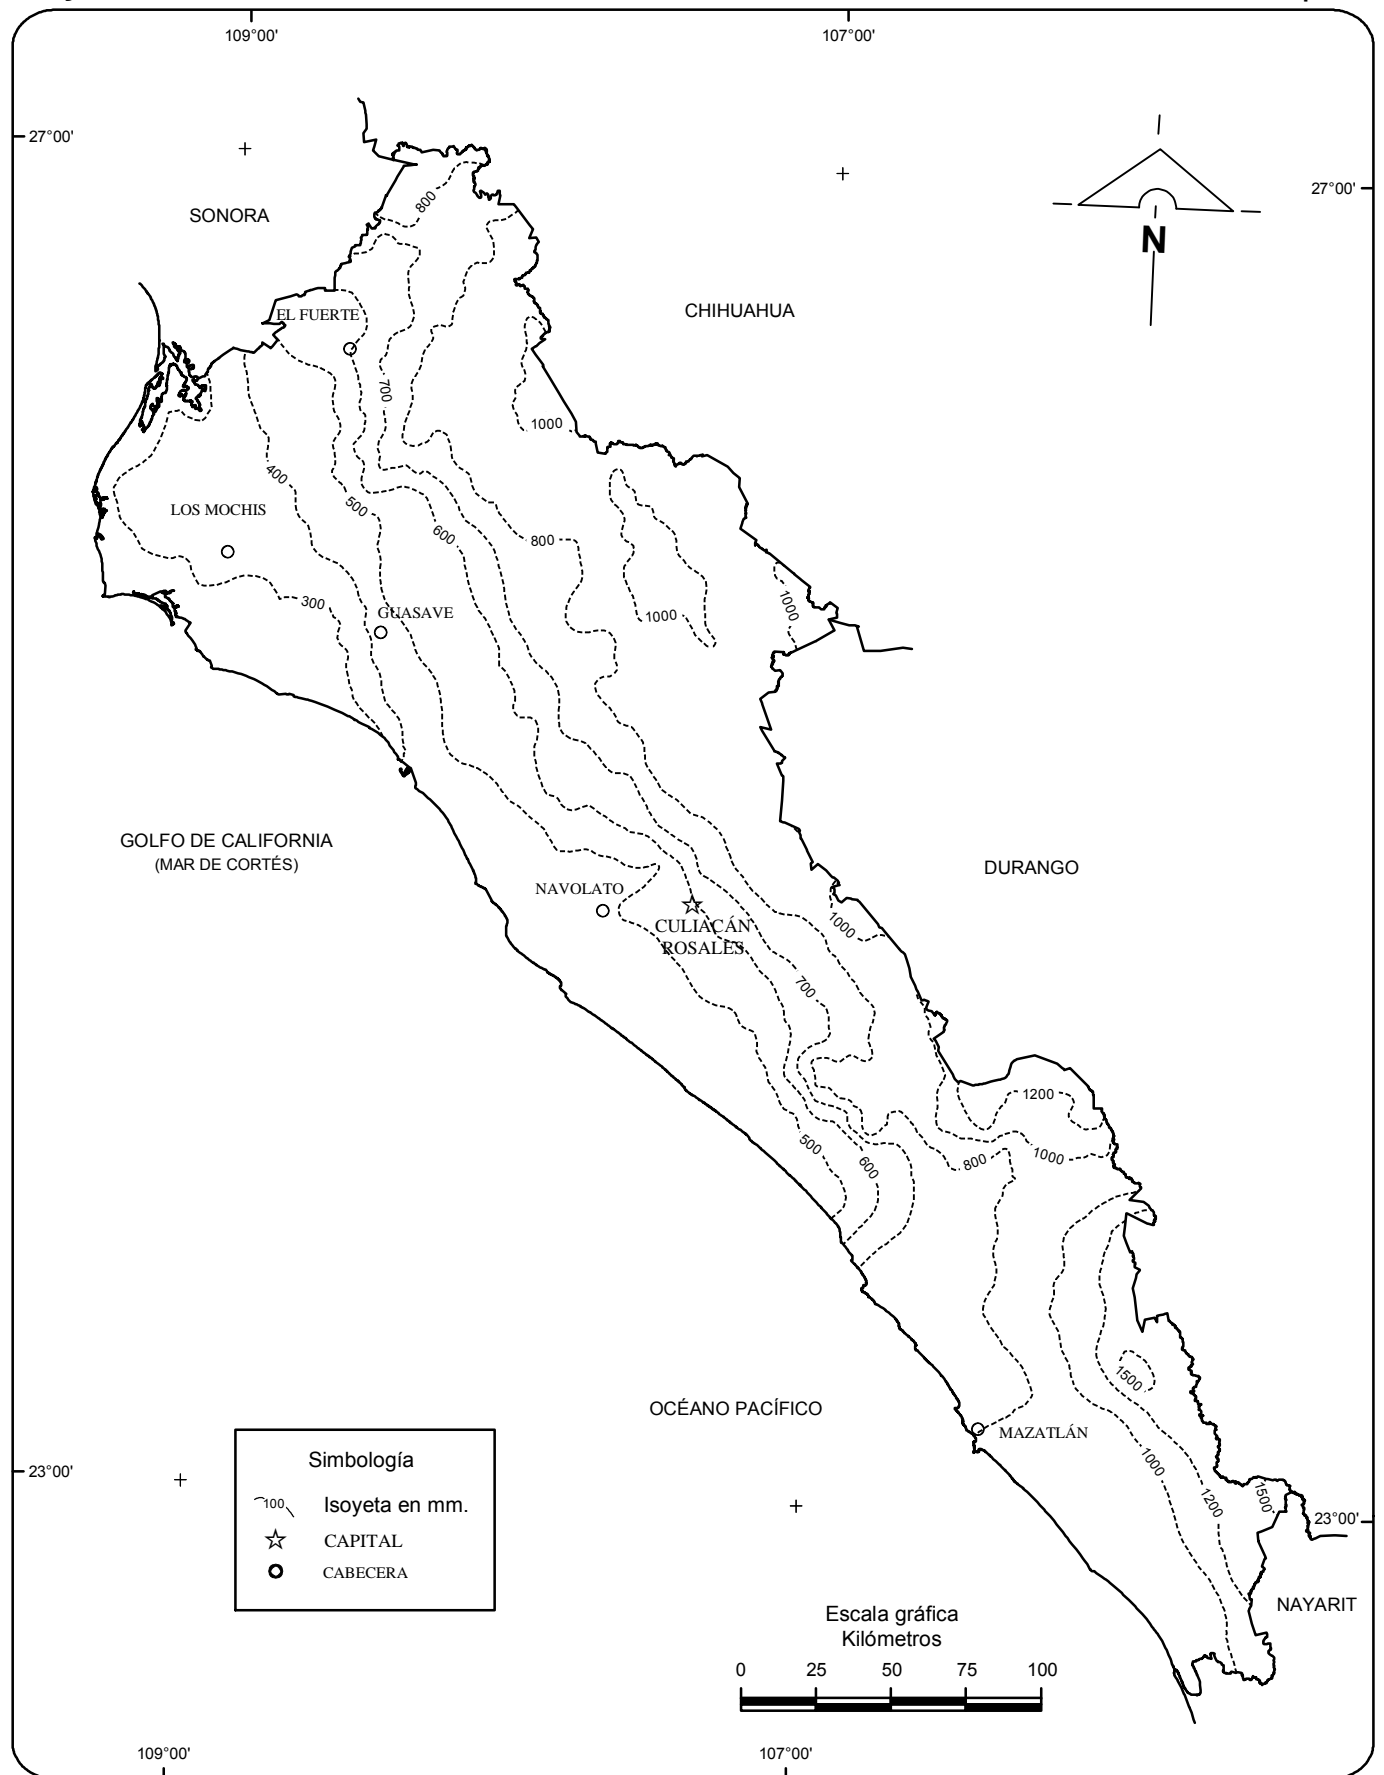 109°00'
107°00'
27°00'
27°00'
SONORA
800
N
CHIHUAHUA
EL FUERTE
700
1000
400
500
LOS MOCHIS
600
800
300
GUASAVE
1000
1000
GOLFO DE CALIFORNIA
(MAR DE CORTÉS)
DURANGO
NAVOLATO
CULIACÁN
ROSALES
1000
700
1200
500
600
800
1000
1500
OCÉANO PACÍFICO
MAZATLÁN
1000
1200
1500
23°00'
23°00'
Simbología
100
Isoyeta en mm.
CAPITAL
CABECERA
NAYARIT
Escala gráfica
Kilómetros
0 25 50 75 100
109°00'
107°00'